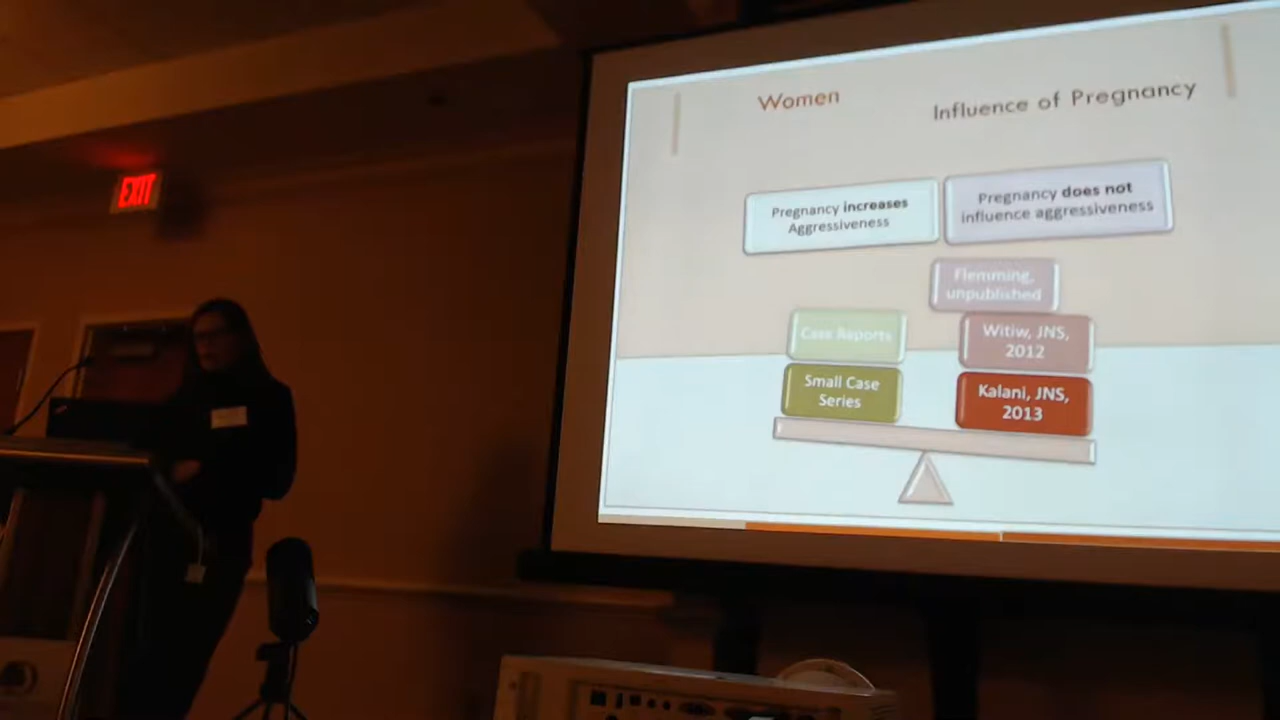 EXIT
Women
Influence of Pregnancy
Pregnancy increases
Aggressiveness
Pregnancy does not
influence aggressiveness
Flemming,
unpublished
Case Reports
Witiw, JNS,
2012
Small Case
Series
Kalani, JNS,
2013